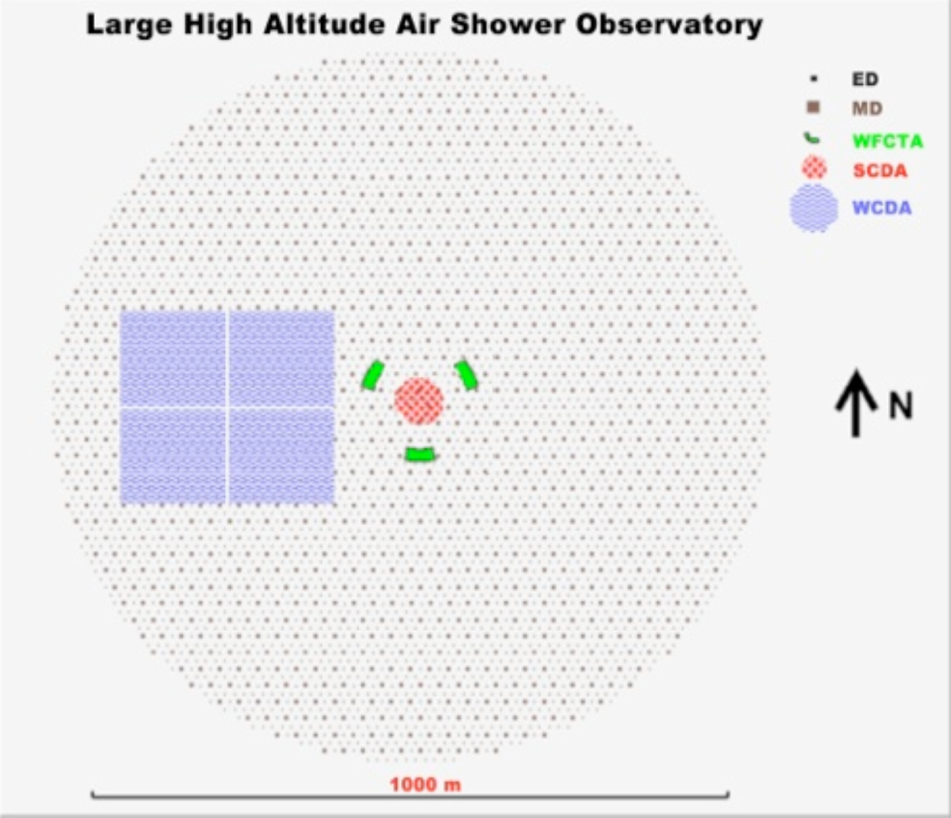 Large High Altitude Air Shower Observatory
ED
MD
WFCTA
SCDA
WCDA
N
1000 m